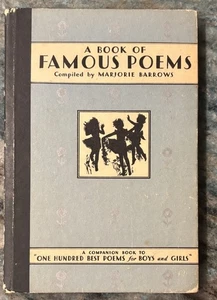 A BOOK OF
FAMOUS POEMS
Compiled by MARJORIE BARROWS
A COMPANION BOOK TO
"ONE HUNDRED BEST POEMS for BOYS and GIRLS"